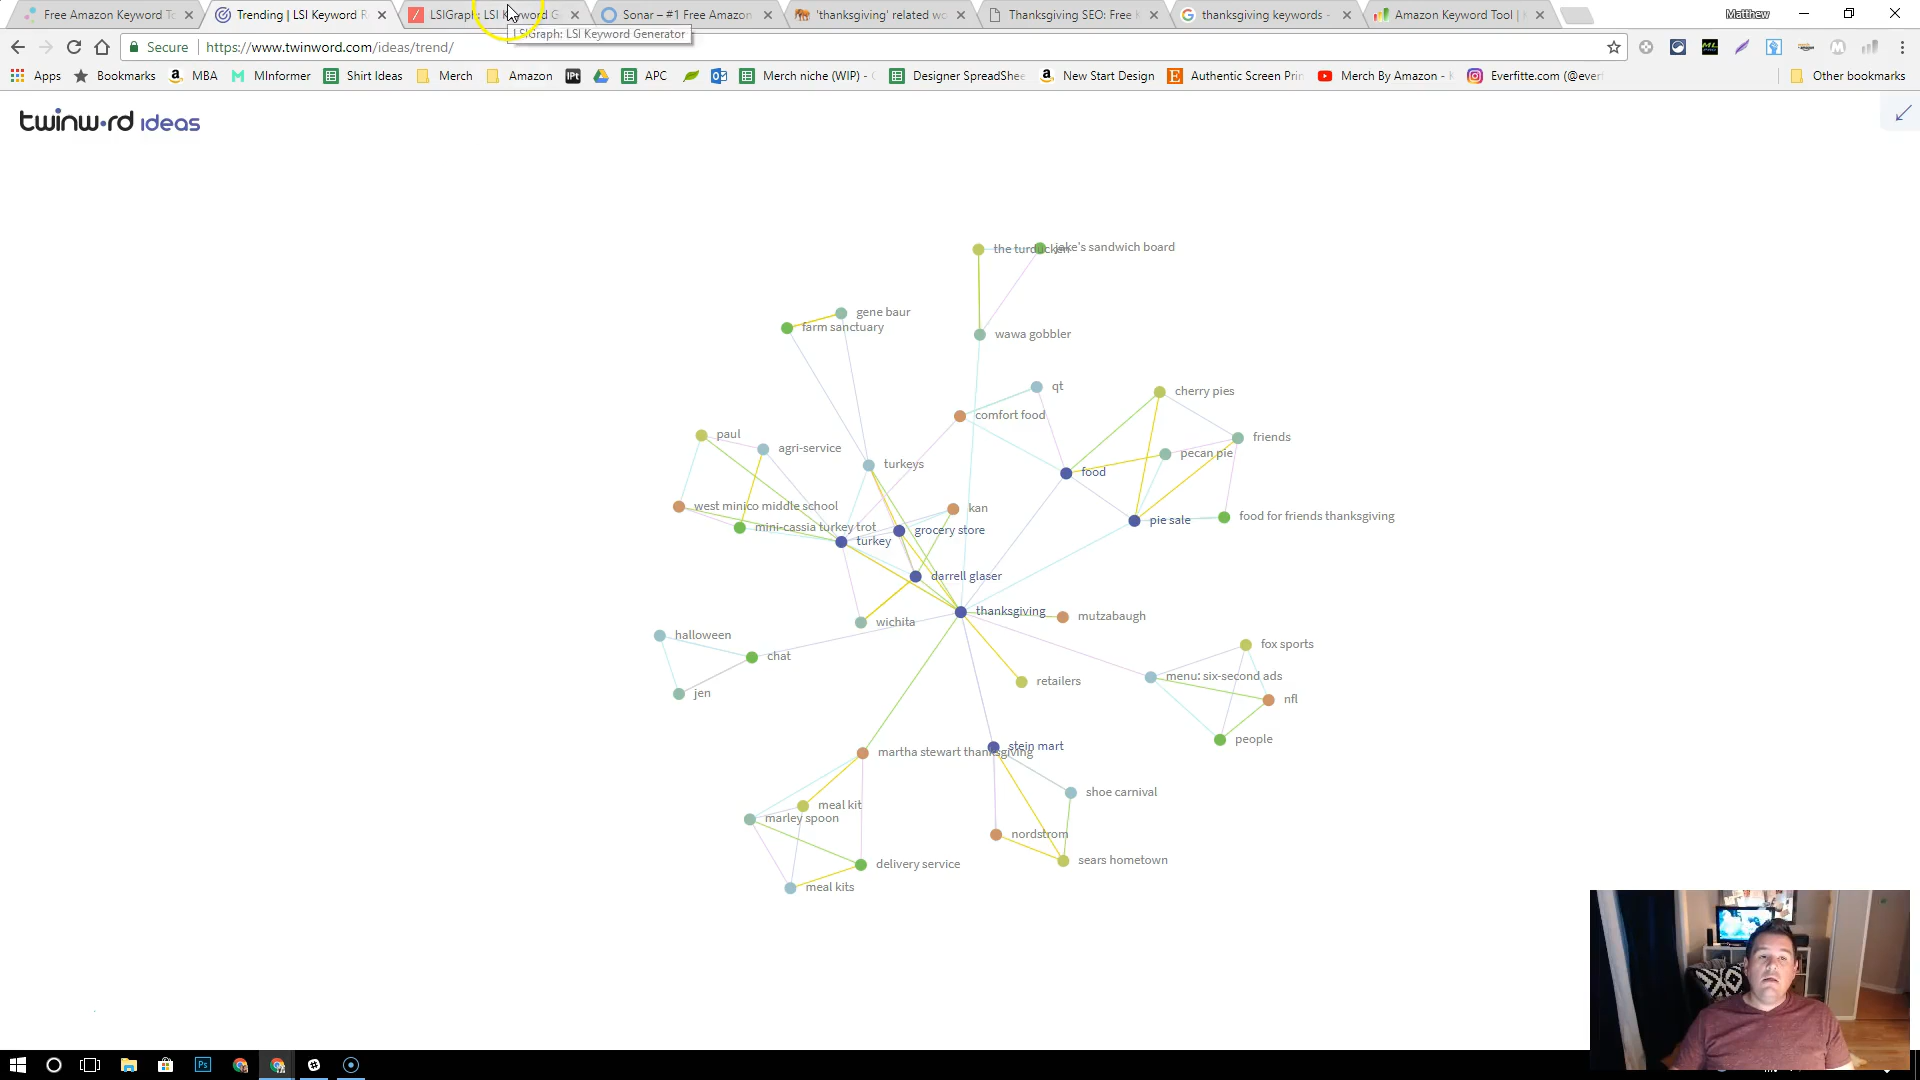 Free Amazon Keyword To
Trending | LSI Keyword R
LSIGraph: LSI Keyword G
Sonar – #1 Free Amazon
'thanksgiving' related wo
Thanksgiving SEO: Free K
thanksgiving keywords -
Amazon Keyword Tool |
Matthew
LSIGraph: LSI Keyword Generator
Secure
https://www.twinword.com/ideas/trend/
Apps
Bookmarks
MBA
MInformer
Shirt Ideas
Merch
Amazon
APC
Merch niche (WIP) -
Designer SpreadShee
New Start Design
Authentic Screen Prin
Merch By Amazon -
Everfitte.com (@ever
Other bookmarks
twinword ideas
the turducken
jake's sandwich board
gene baur
farm sanctuary
wawa gobbler
qt
cherry pies
comfort food
paul
friends
agri-service
pecan pie
turkeys
food
west minico middle school
kan
food for friends thanksgiving
pie sale
mini-cassia turkey trot
grocery store
turkey
darrell glaser
thanksgiving
mutzabaugh
wichita
halloween
fox sports
chat
menu: six-second ads
retailers
jen
nfl
people
stein mart
martha stewart thanksgiving
shoe carnival
meal kit
marley spoon
nordstrom
sears hometown
delivery service
meal kits